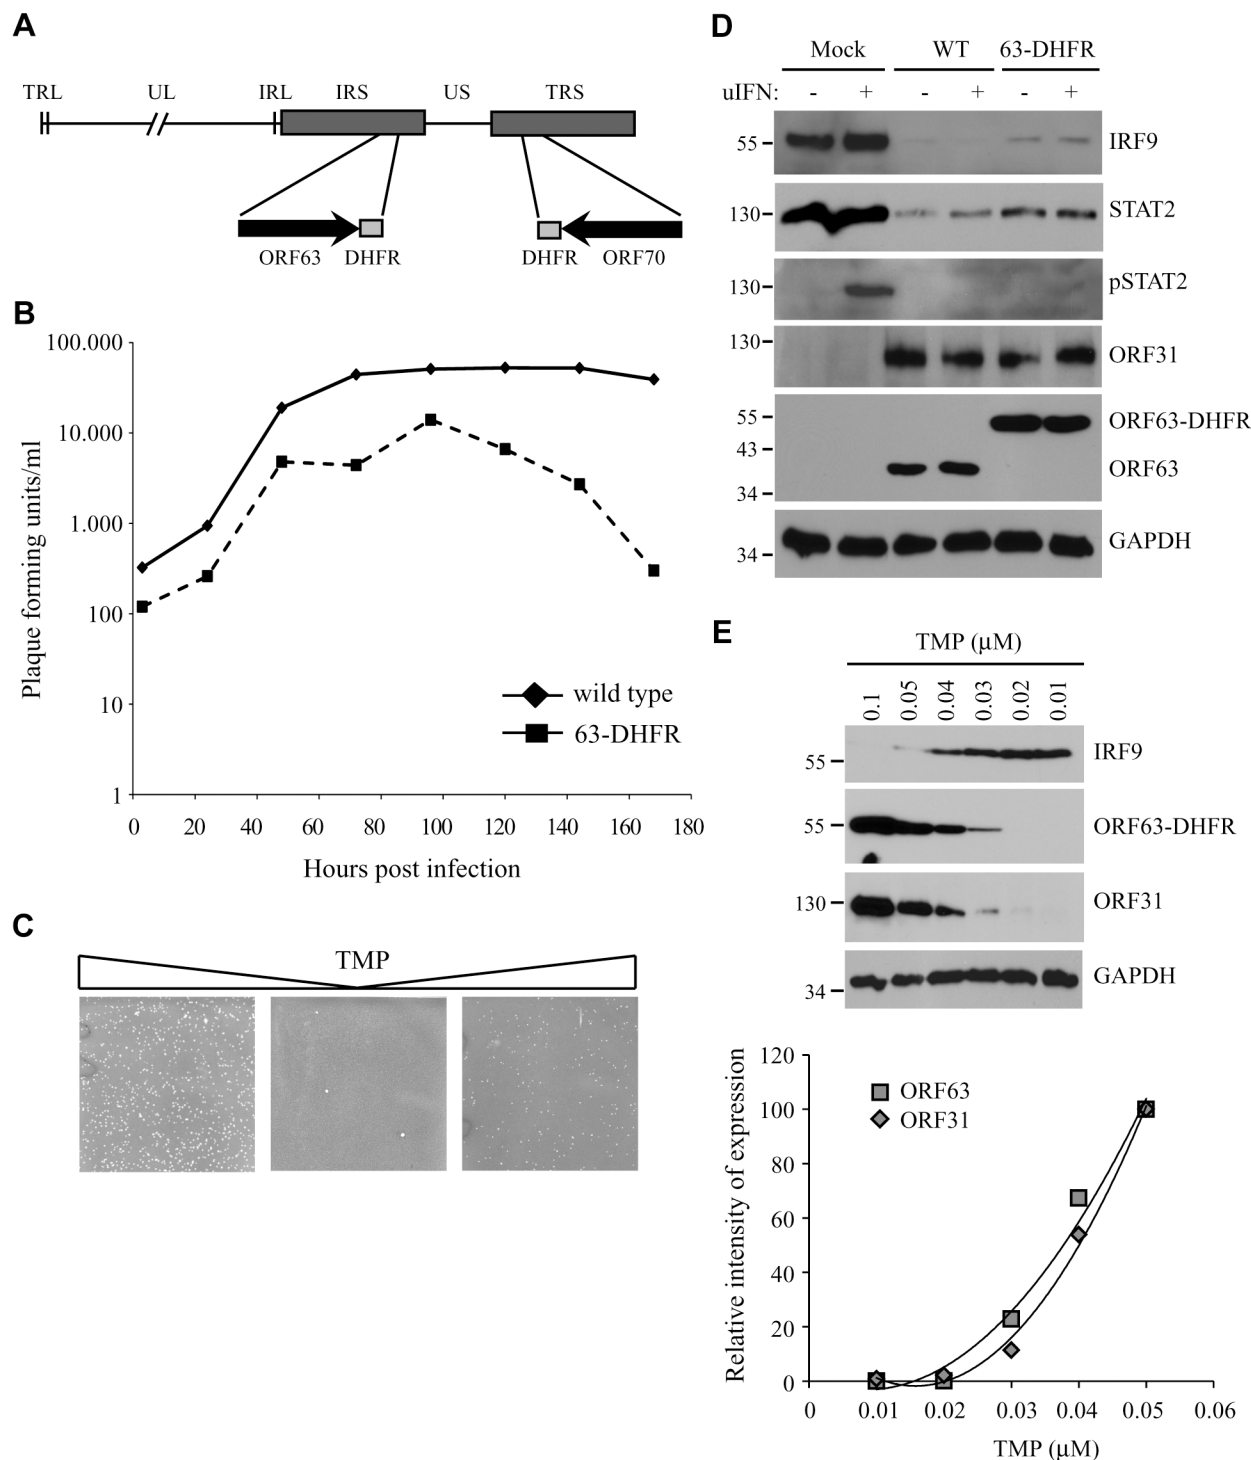 A
TRL UL IRL IRS US TRS
ORF63 DHFR DHFR ORF70
B
Plaque forming units/ml
100.000
10.000
1.000
100
10
1
wild type
63-DHFR
0 20 40 60 80 100 120 140 160 180
Hours post infection
C
TMP
D
Mock WT 63-DHFR
uIFN: - + - + - +
55 IRF9
130 STAT2
130 pSTAT2
130 ORF31
55 ORF63-DHFR
43
ORF63
34
34 GAPDH
E
TMP (µM)
0.1 0.05 0.04 0.03 0.02 0.01
55 IRF9
55 ORF63-DHFR
130 ORF31
34 GAPDH
Relative intensity of expression
120
100
80
60
40
20
0
ORF63
ORF31
0 0.01 0.02 0.03 0.04 0.05 0.06
TMP (µM)